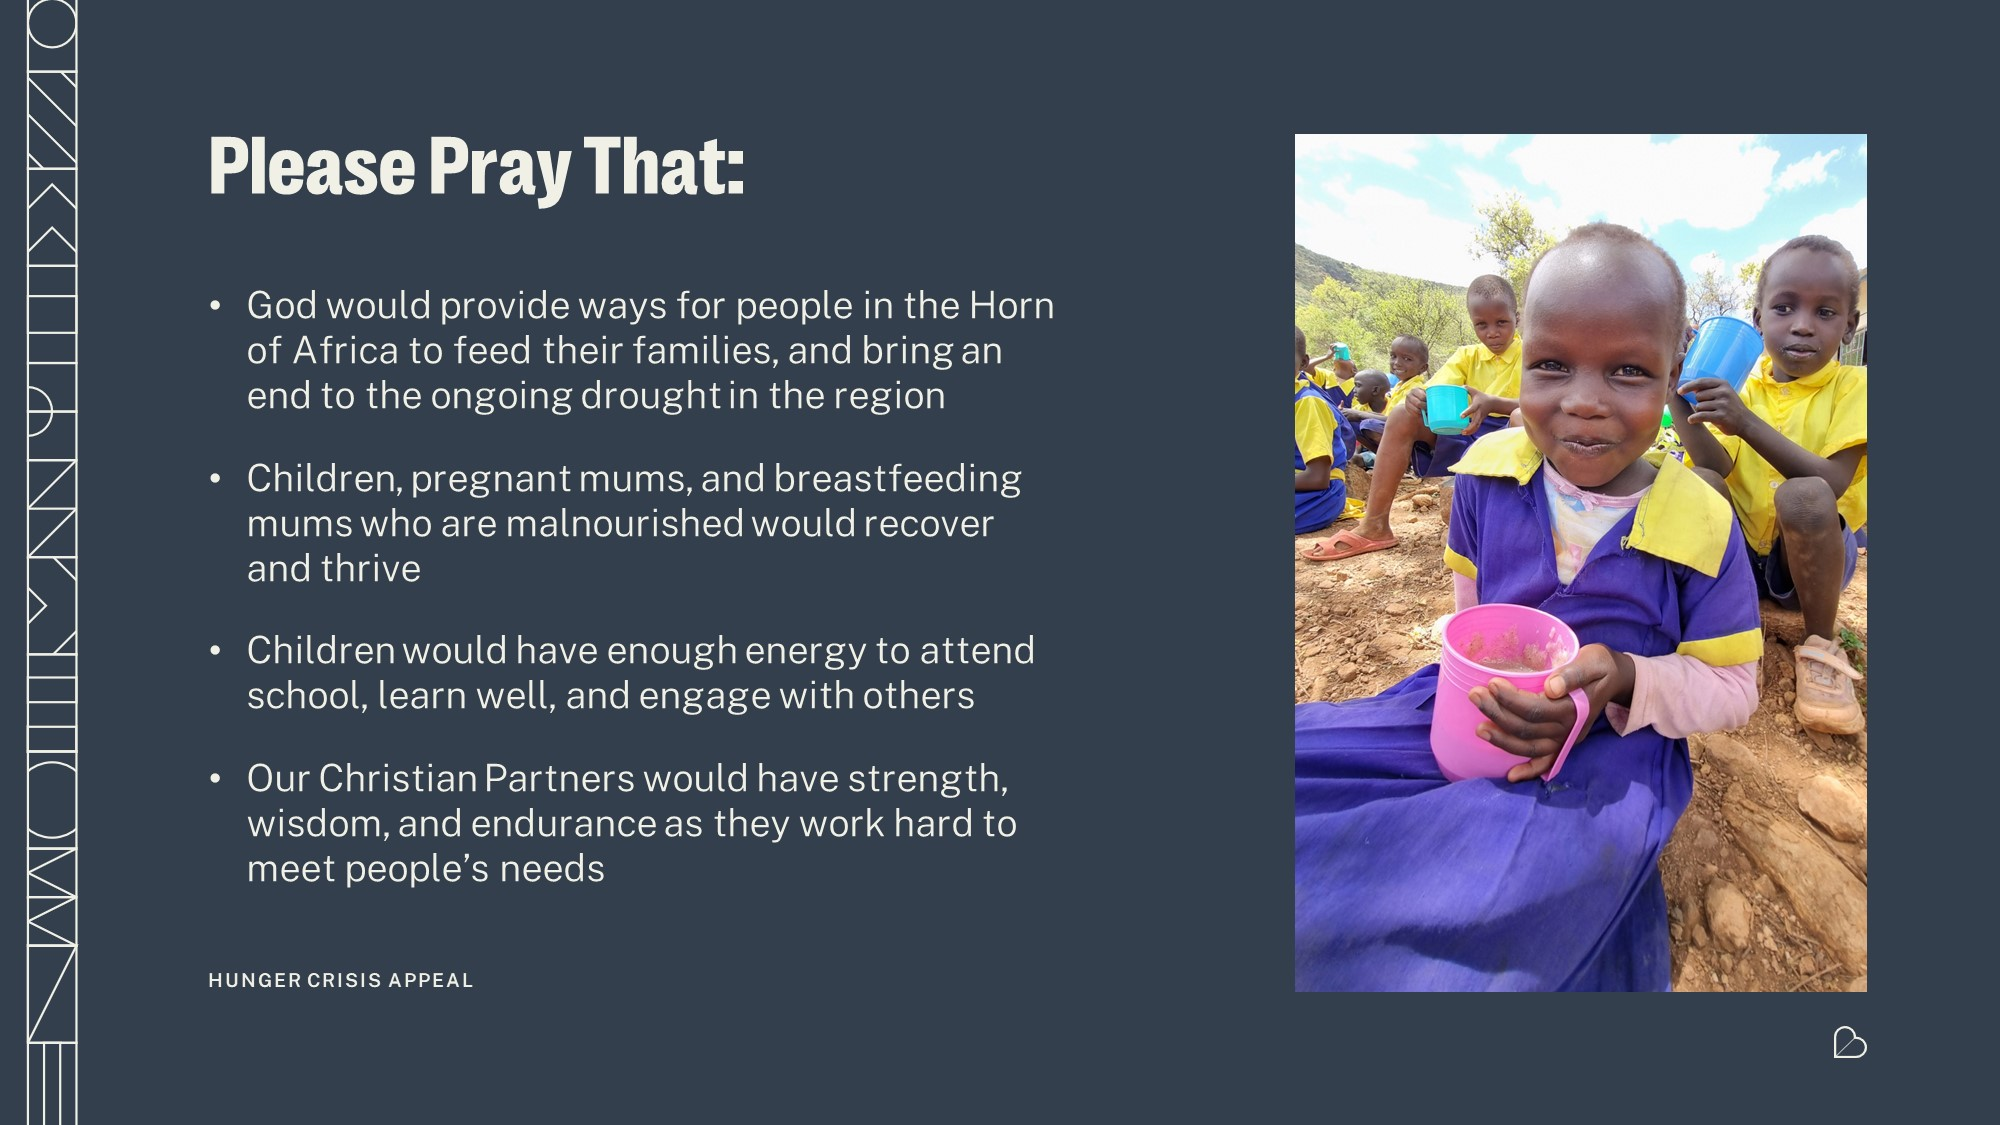 Please Pray That:
• God would provide ways for people in the Horn
of Africa to feed their families, and bring an
end to the ongoing drought in the region
• Children, pregnant mums, and breastfeeding
mums who are malnourished would recover
and thrive
• Children would have enough energy to attend
school, learn well, and engage with others
• Our Christian Partners would have strength,
wisdom, and endurance as they work hard to
meet people’s needs
HUNGER CRISIS APPEAL